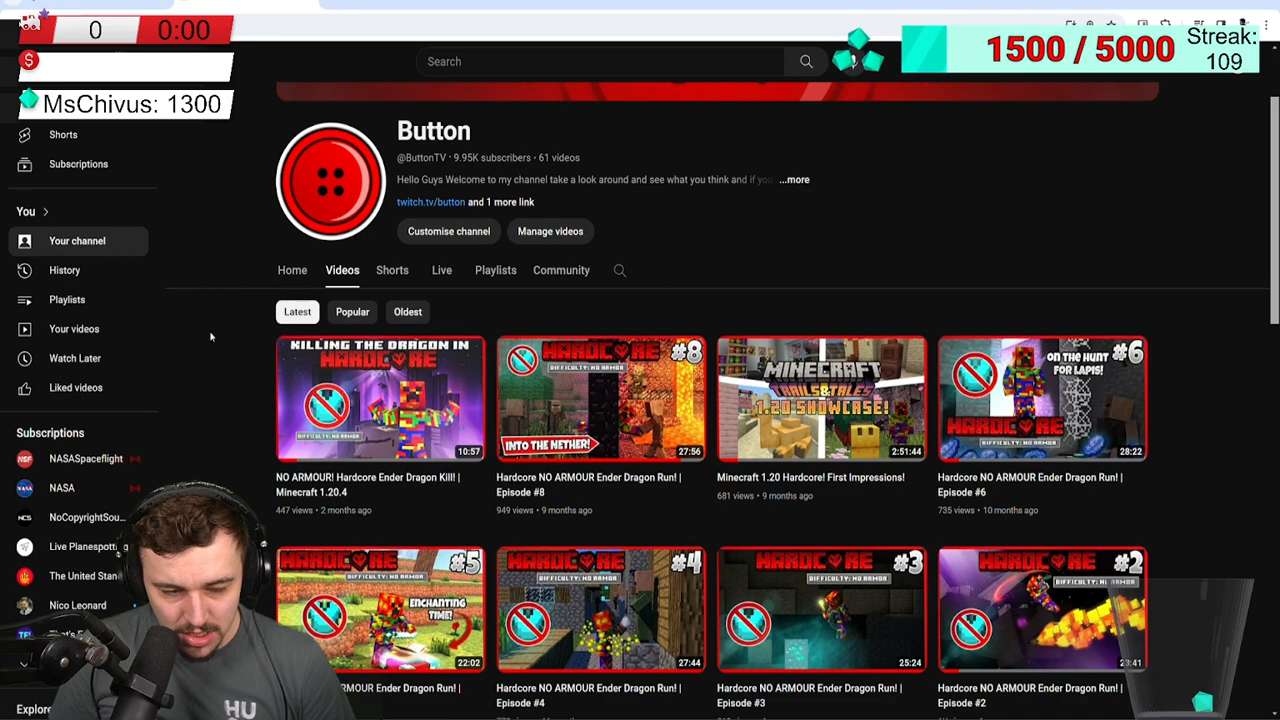 0
0:00
$
MsChivus: 1300
Search
1500 / 5000
Streak:
109
Shorts
Subscriptions
You
Your channel
History
Playlists
Your videos
Watch Later
Liked videos
Subscriptions
NASASpaceflight
NASA
NoCopyrightSou...
Live Planespotti
The United Stan
Nico Leonard
Explore
Button
@ButtonTV · 9.95K subscribers · 61 videos
Hello Guys Welcome to my channel take a look around and see what you think and if you ...more
twitch.tv/button and 1 more link
Customise channel
Manage videos
Home
Videos
Shorts
Live
Playlists
Community
Latest
Popular
Oldest
KILLING THE DRAGON IN
HARDCORE
DIFFICULTY: NO ARMOR
10:57
NO ARMOUR! Hardcore Ender Dragon Kill! |
Minecraft 1.20.4
447 views · 2 months ago
HARDCORE #8
DIFFICULTY: NO ARMOR
INTO THE NETHER!
27:56
Hardcore NO ARMOUR Ender Dragon Run! |
Episode #8
949 views · 9 months ago
MINECRAFT
TRAILS&TALES
1.20 SHOWCASE!
2:51:44
Minecraft 1.20 Hardcore! First Impressions!
681 views · 9 months ago
#6
ON THE HUNT
FOR LAPIS!
HARDCORE
DIFFICULTY: NO ARMOR
28:22
Hardcore NO ARMOUR Ender Dragon Run! |
Episode #6
735 views · 10 months ago
HARDCORE #5
DIFFICULTY: NO ARMOR
ENCHANTING
TIME!
22:02
ARMOUR Ender Dragon Run! |
HARDCORE #4
DIFFICULTY: NO ARMOR
27:44
Hardcore NO ARMOUR Ender Dragon Run! |
Episode #4
HARDCORE #3
DIFFICULTY: NO ARMOR
25:24
Hardcore NO ARMOUR Ender Dragon Run! |
Episode #3
HARDCORE #2
DIFFICULTY: N
23:41
Hardcore NO ARMOUR Ender Dragon Run! |
Episode #2
HU